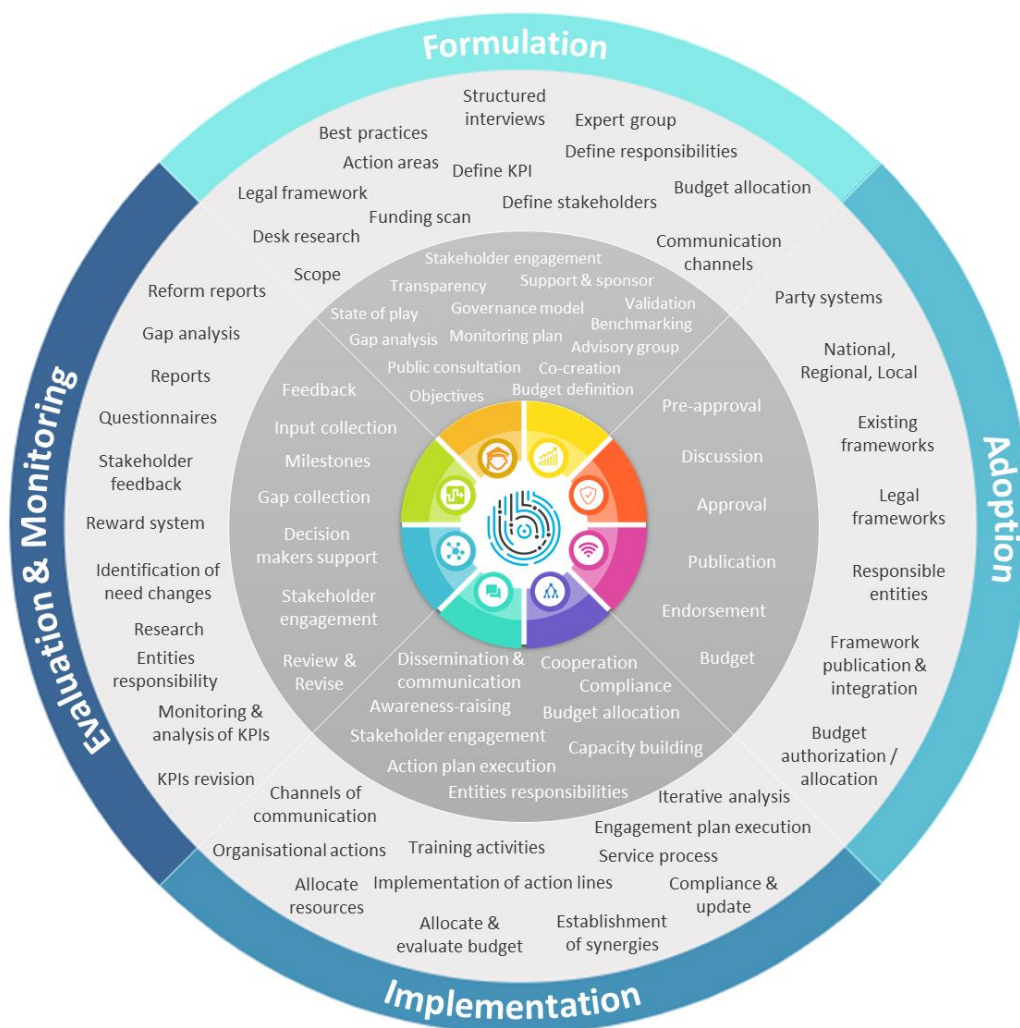 Formulation
Structured
interviews
Expert group
Best practices
Define responsibilities
Action areas
Define KPI
Budget allocation
Legal framework
Define stakeholders
Funding scan
Desk research
Communication
channels
Scope
Stakeholder engagement
Support & sponsor
Transparency
Governance model
Validation
State of play
Benchmarking
Monitoring plan
Gap analysis
Advisory group
Public consultation
Co-creation
Objectives
Budget definition
Adoption
Party systems
National,
Regional, Local
Existing
frameworks
Legal
frameworks
Responsible
entities
Framework
publication &
integration
Budget
authorization /
allocation
Pre-approval
Discussion
Approval
Publication
Endorsement
Budget
Implementation
Dissemination &
communication
Cooperation
Compliance
Awareness-raising
Budget allocation
Stakeholder engagement
Capacity building
Action plan execution
Entities responsibilities
Iterative analysis
Channels of
communication
Engagement plan execution
Organisational actions
Training activities
Service process
Allocate
resources
Implementation of action lines
Compliance &
update
Allocate &
evaluate budget
Establishment
of synergies
Evaluation & Monitoring
Reform reports
Gap analysis
Reports
Questionnaires
Stakeholder
feedback
Reward system
Identification of
need changes
Research
Entities
responsibility
Monitoring &
analysis of KPIs
KPIs revision
Feedback
Input collection
Milestones
Gap collection
Decision
makers support
Stakeholder
engagement
Review &
Revise